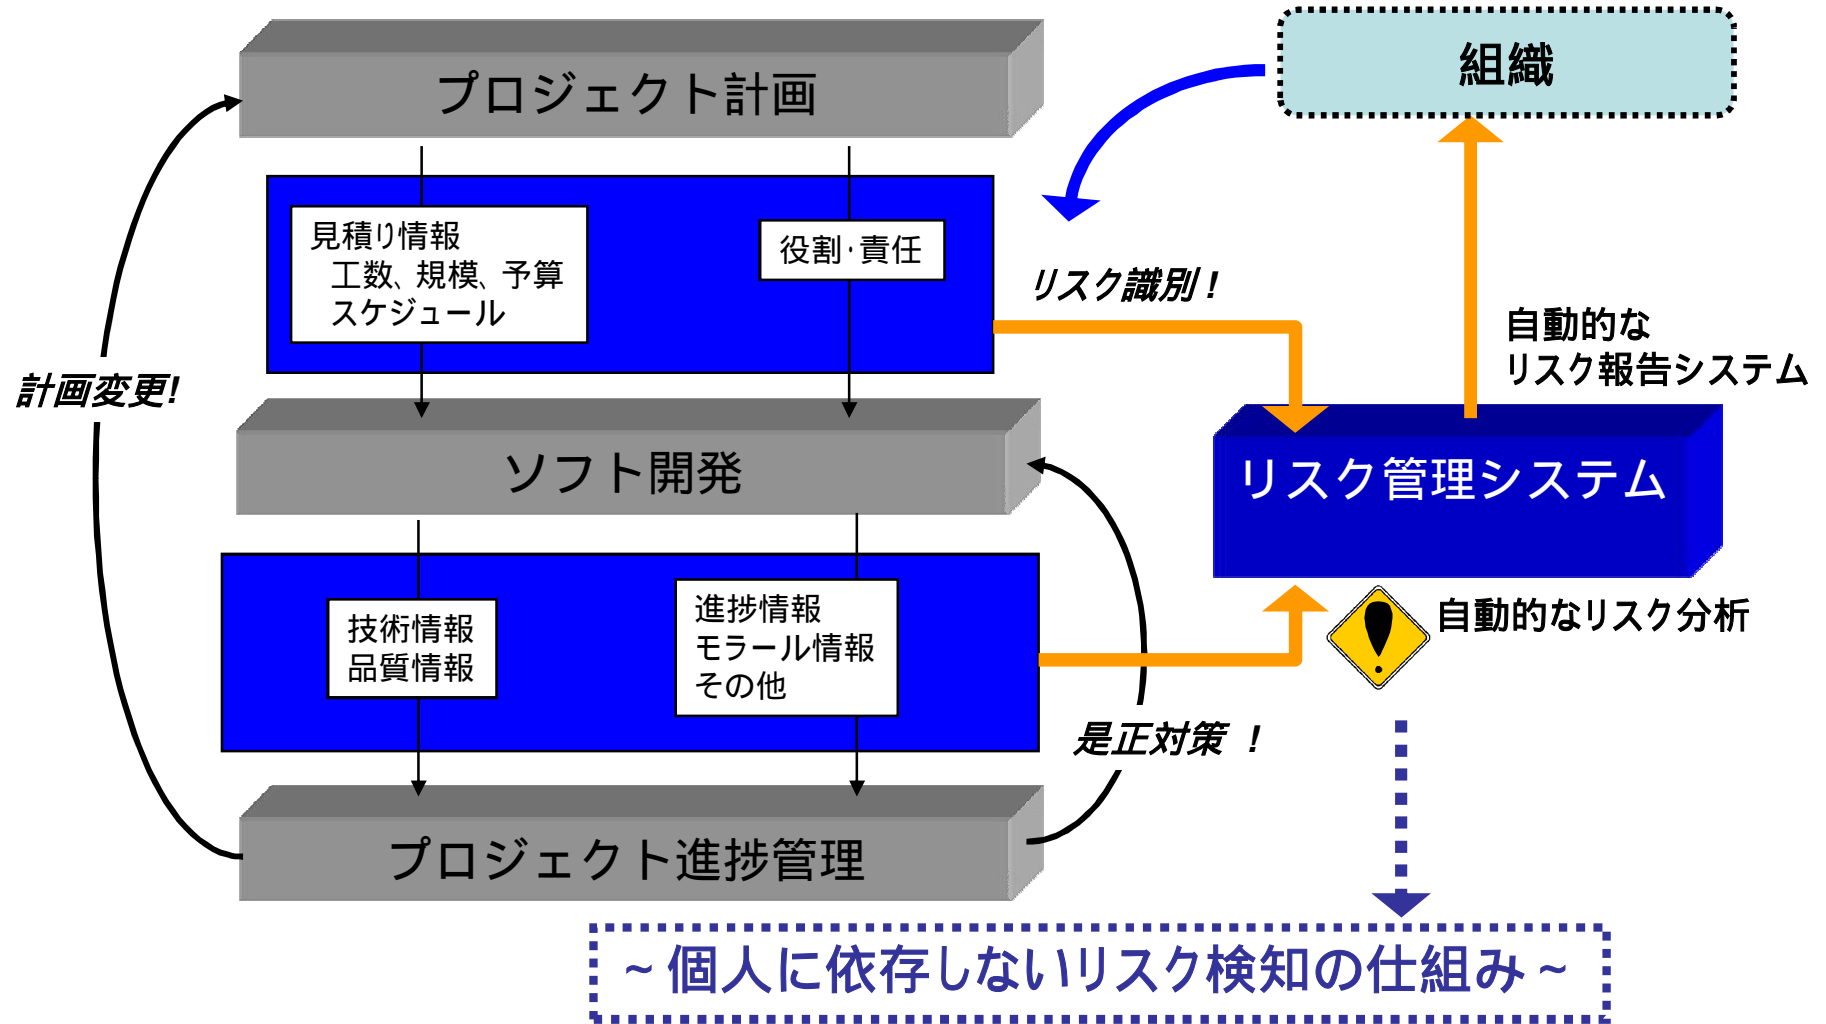 プロジェクト計画
組織
見積り情報
工数、規模、予算
スケジュール
役割・責任
リスク識別！
自動的な
リスク報告システム
計画変更!
ソフト開発
リスク管理システム
技術情報
品質情報
進捗情報
モラール情報
その他
自動的なリスク分析
是正対策 ！
プロジェクト進捗管理
~個人に依存しないリスク検知の仕組み~